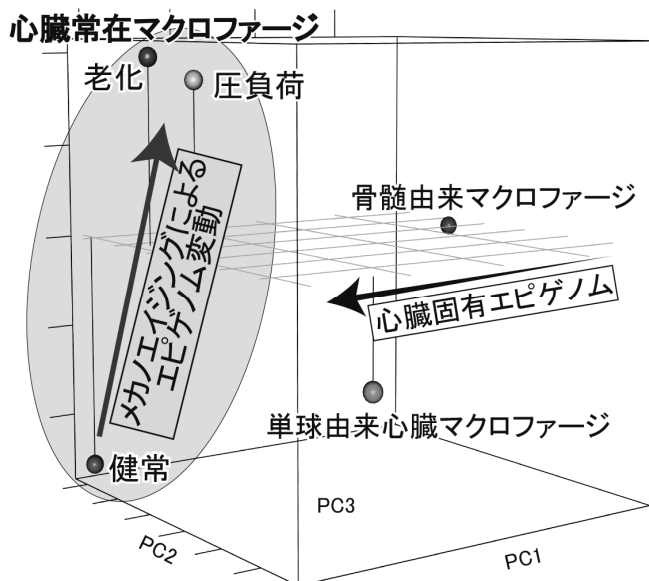 心臓常在マクロファージ
老化
圧負荷
メカノエイジングによる
エピゲノム変動
骨髄由来マクロファージ
心臓固有エピゲノム
単球由来心臓マクロファージ
健常
PC3
PC2
PC1